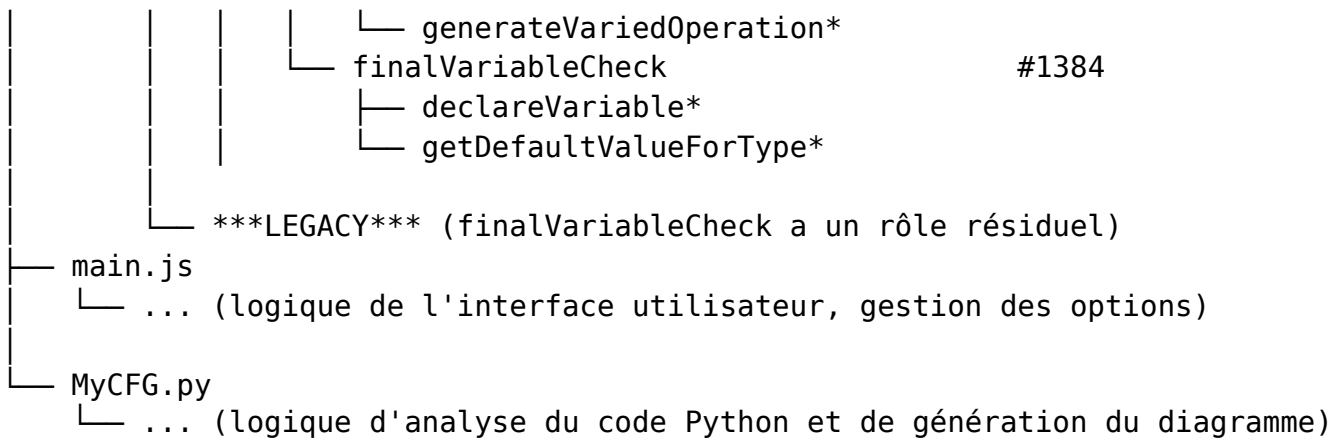 │       │   │   │   └── generateVariedOperation*
│       │   │   └── finalVariableCheck                    #1384
│       │   │       ├── declareVariable*
│       │   │       └── getDefaultValueForType*
│       │
│       └── ***LEGACY*** (finalVariableCheck a un rôle résiduel)
├── main.js
│   └── ... (logique de l'interface utilisateur, gestion des options)
│
└── MyCFG.py
    └── ... (logique d'analyse du code Python et de génération du diagramme)